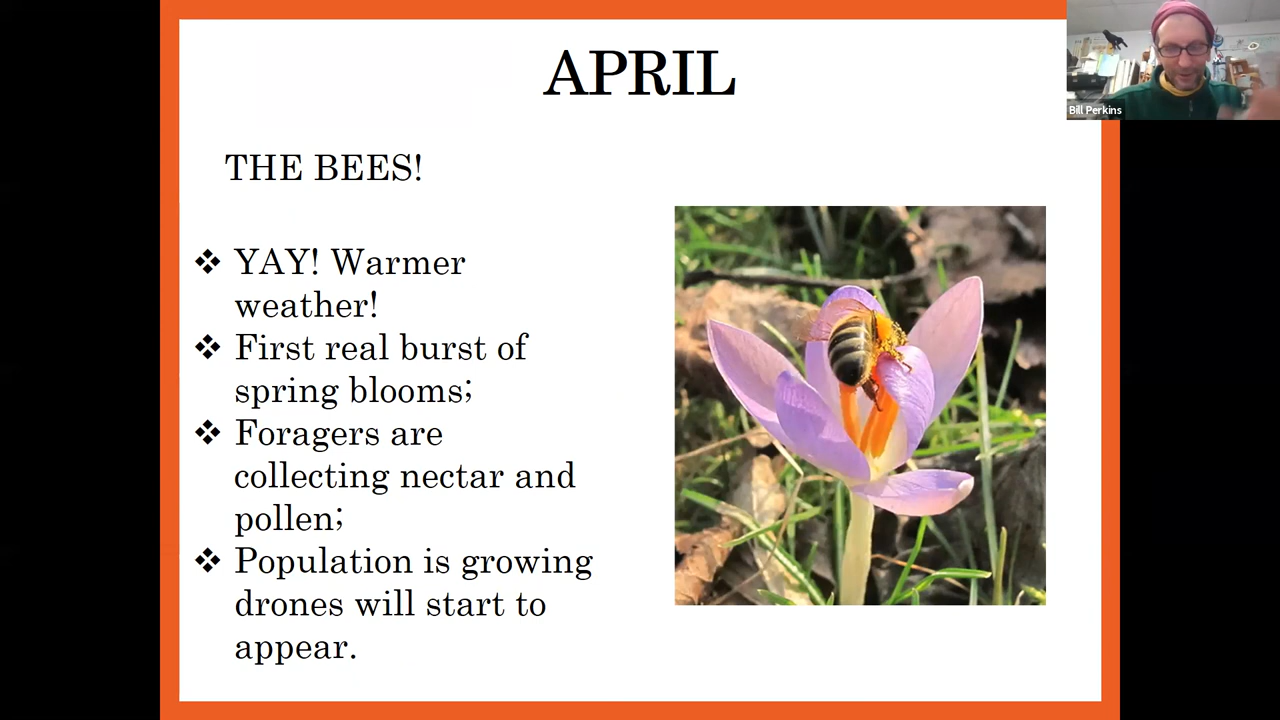 APRIL
Bill Perkins
THE BEES!
❖ YAY! Warmer
weather!
❖ First real burst of
spring blooms;
❖ Foragers are
collecting nectar and
pollen;
❖ Population is growing
drones will start to
appear.